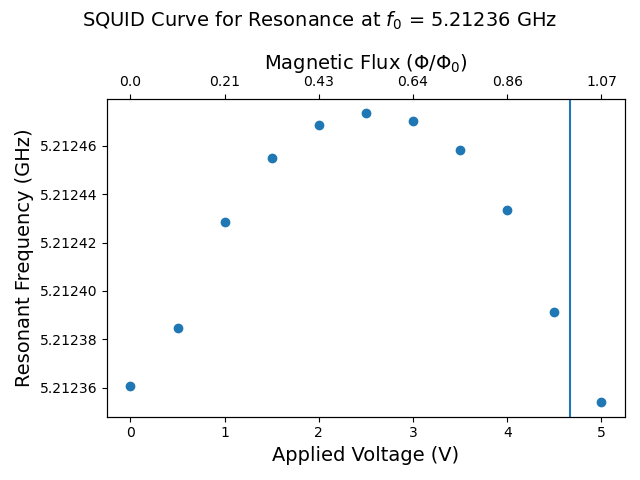 SQUID Curve for Resonance at f₀ = 5.21236 GHz
Magnetic Flux (Φ/Φ₀)
0.0 0.21 0.43 0.64 0.86 1.07
5.21246
5.21244
5.21242
5.21240
5.21238
5.21236
Resonant Frequency (GHz)
0 1 2 3 4 5
Applied Voltage (V)